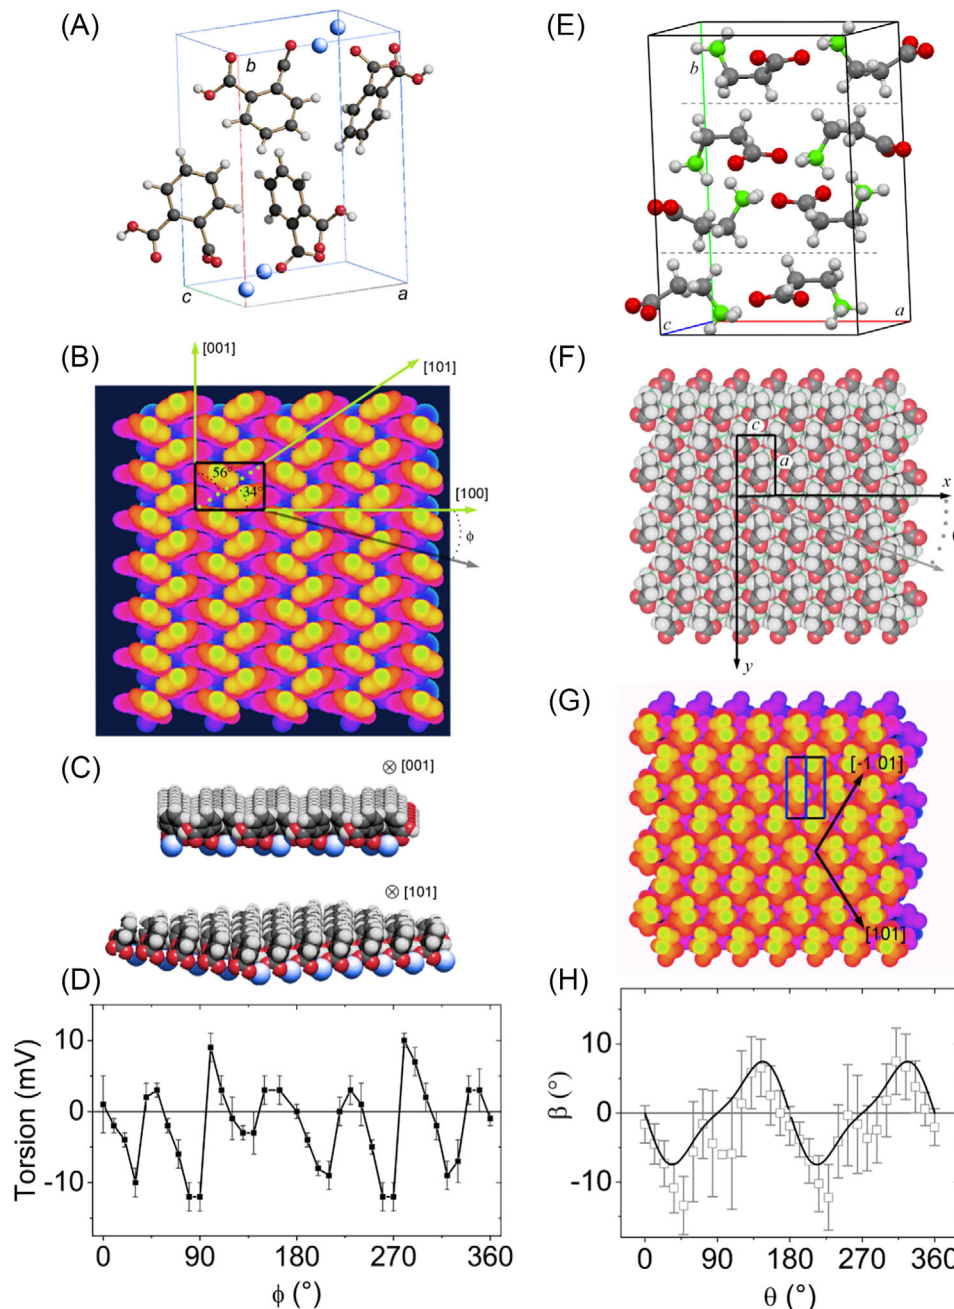 (A)
b
c
a
(B)
[001]
[101]
56°
34°
[100]
ϕ
(C)
⊗ [001]
⊗ [101]
(D)
Torsion (mV)
10
0
-10
0
90
180
270
360
ϕ (°)
(E)
b
a
c
(F)
c
a
x
y
(G)
[-1 01]
[101]
(H)
β (°)
10
0
-10
0
90
180
270
360
θ (°)